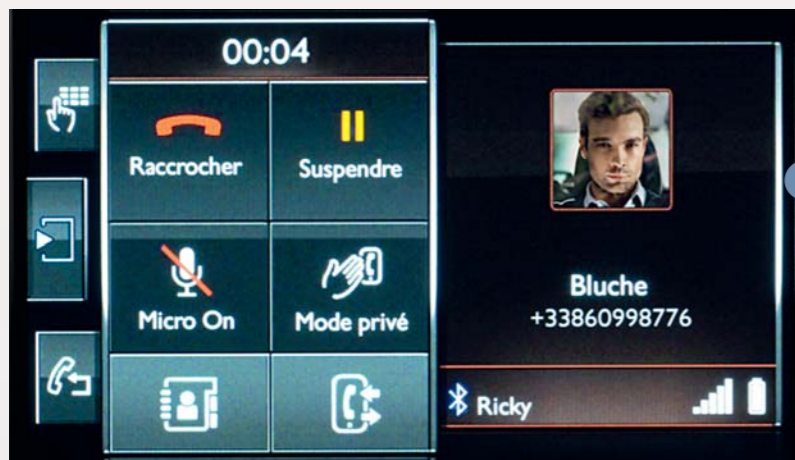 00:04
Raccrocher
Suspendre
Micro On
Mode privé
Bluche
+33860998776
Ricky